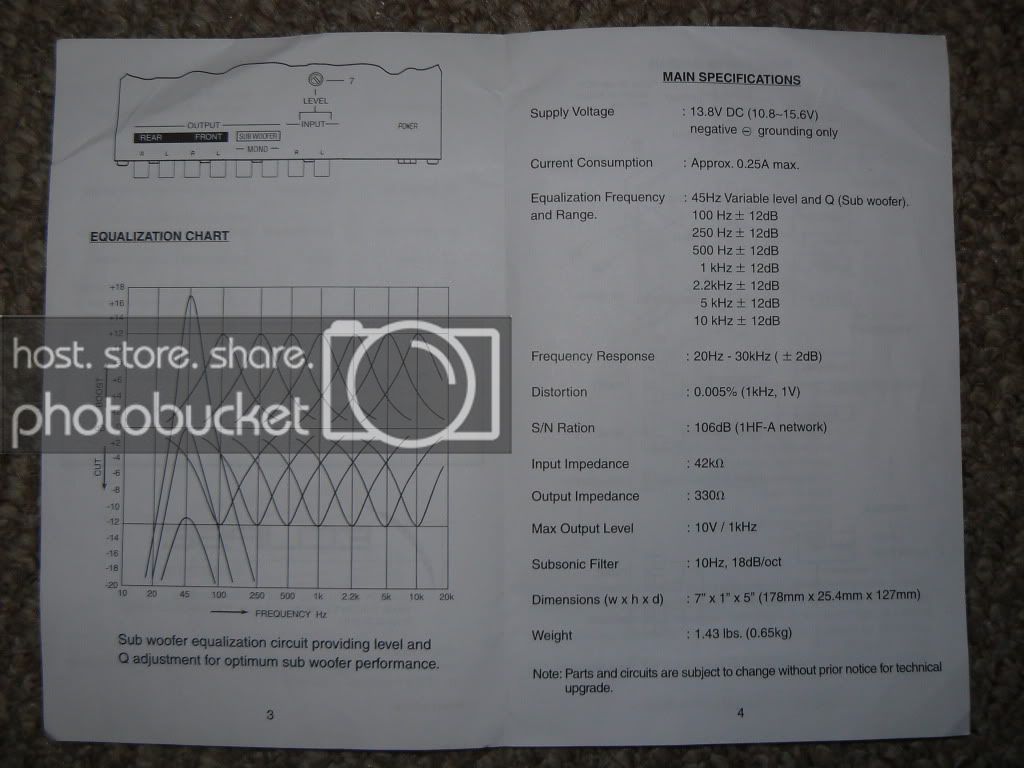 7
LEVEL
OUTPUT
INPUT
POWER
REAR FRONT SUB WOOFER
MONO
R L R L R L
EQUALIZATION CHART
+18
+16
+14
+12
host. store. share.
+6
BOOST
photobucket
+2
CUT
-4
-6
-8
-10
-12
-14
-16
-18
-20
10 20 45 100 250 500 1k 2.2k 5k 10k 20k
FREQUENCY Hz
Sub woofer equalization circuit providing level and
Q adjustment for optimum sub woofer performance.
3
MAIN SPECIFICATIONS
Supply Voltage : 13.8V DC (10.8~15.6V)
negative ⊖ grounding only
Current Consumption : Approx. 0.25A max.
Equalization Frequency : 45Hz Variable level and Q (Sub woofer).
and Range. 100 Hz ± 12dB
250 Hz ± 12dB
500 Hz ± 12dB
1 kHz ± 12dB
2.2kHz ± 12dB
5 kHz ± 12dB
10 kHz ± 12dB
Frequency Response : 20Hz - 30kHz ( ± 2dB)
Distortion : 0.005% (1kHz, 1V)
S/N Ration : 106dB (1HF-A network)
Input Impedance : 42kΩ
Output Impedance : 330Ω
Max Output Level : 10V / 1kHz
Subsonic Filter : 10Hz, 18dB/oct
Dimensions (w x h x d) : 7" x 1" x 5" (178mm x 25.4mm x 127mm)
Weight : 1.43 lbs. (0.65kg)
Note: Parts and circuits are subject to change without prior notice for technical
upgrade.
4